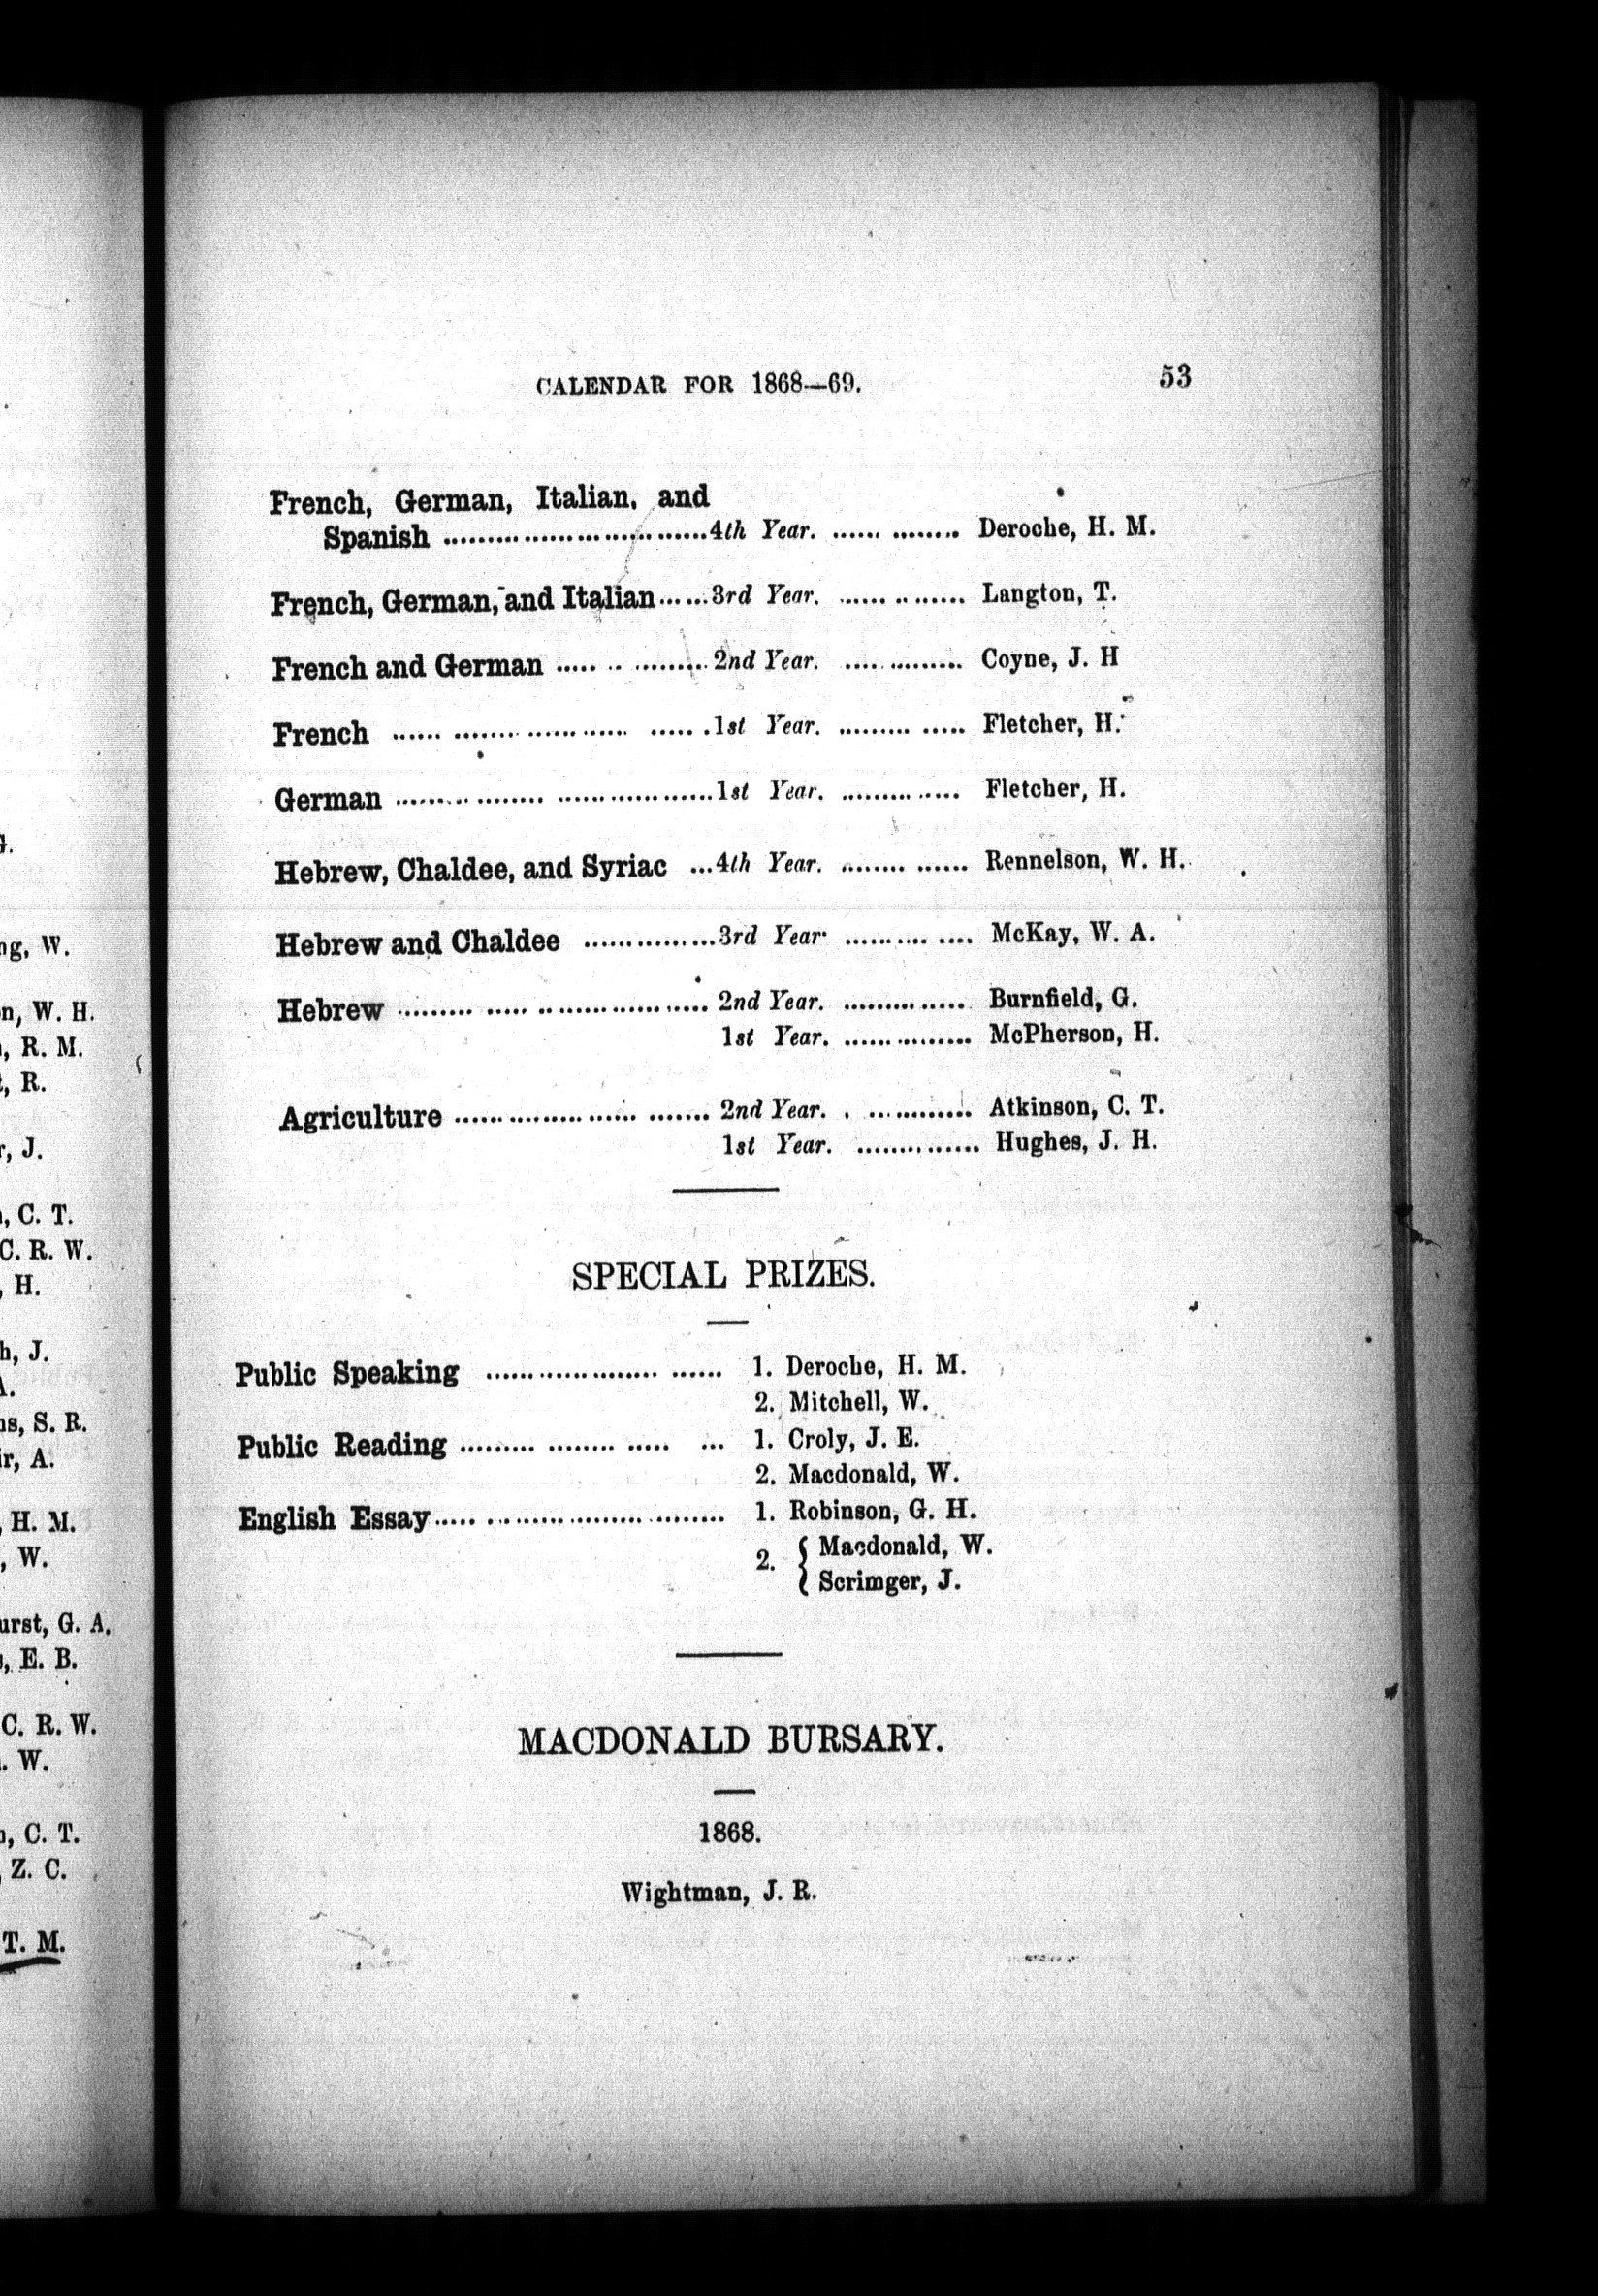 CALENDAR FOR 1868—69. 53
French, German, Italian, and
Spanish ........................ 4th Year. .............. Deroche, H. M.
French, German, and Italian ...... 3rd Year. .............. Langton, T.
French and German ................ 2nd Year. .............. Coyne, J. H
French ........................ 1st Year. .............. Fletcher, H.
German ........................ 1st Year. .............. Fletcher, H.
Hebrew, Chaldee, and Syriac ... 4th Year. .............. Rennelson, W. H.
Hebrew and Chaldee ............... 3rd Year. .............. McKay, W. A.
Hebrew ........................ 2nd Year. .............. Burnfield, G.
1st Year. .............. McPherson, H.
Agriculture ........................ 2nd Year. .............. Atkinson, C. T.
1st Year. .............. Hughes, J. H.
SPECIAL PRIZES.
Public Speaking ........................ 1. Deroche, H. M.
2. Mitchell, W.
Public Reading ........................ 1. Croly, J. E.
2. Macdonald, W.
English Essay ........................ 1. Robinson, G. H.
2. { Macdonald, W.
Scrimger, J.
MACDONALD BURSARY.
1868.
Wightman, J. R.
W.
W. H.
R. M.
R.
J.
C. T.
C. R. W.
H.
J.
S. R.
A.
H. M.
W.
G. A.
E. B.
C. R. W.
W.
C. T.
Z. C.
T. M.